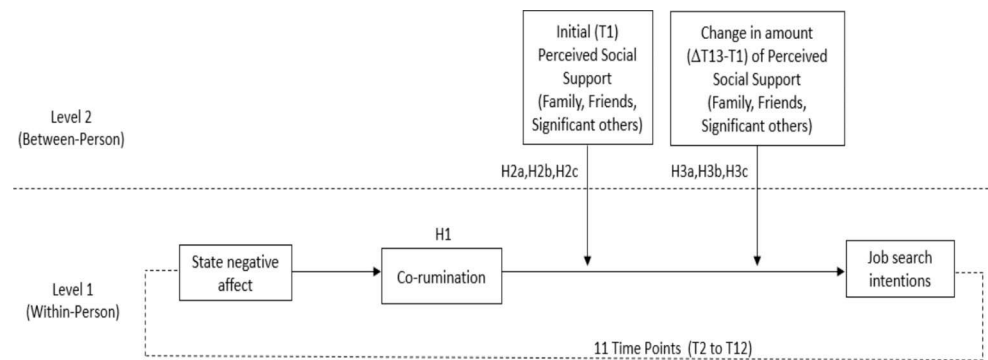 Initial (T1)
Perceived Social
Support
(Family, Friends,
Significant others)
Change in amount
(ΔT13-T1) of Perceived
Social Support
(Family, Friends,
Significant others)
Level 2
(Between-Person)
H2a,H2b,H2c
H3a,H3b,H3c
H1
State negative
affect
Co-rumination
Job search
intentions
Level 1
(Within-Person)
11 Time Points (T2 to T12)